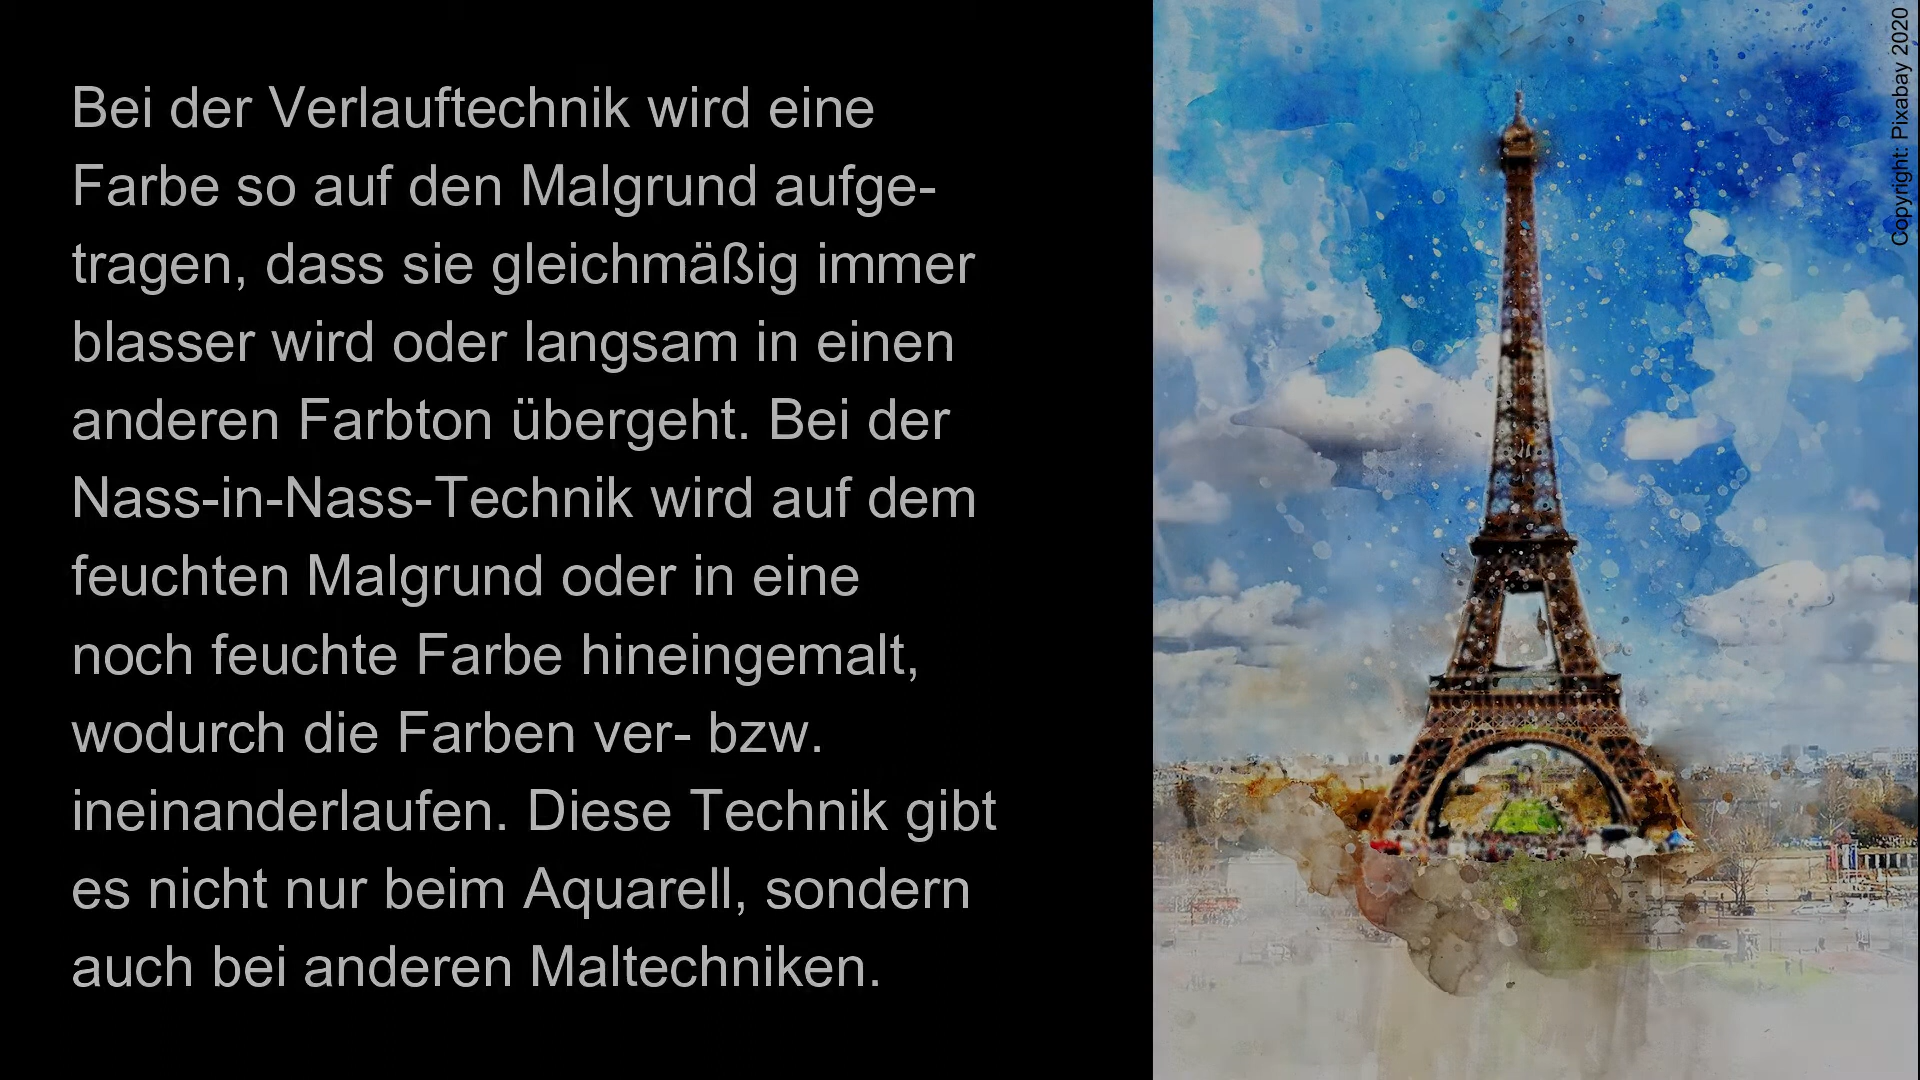 Bei der Verlauftechnik wird eine
Farbe so auf den Malgrund aufge-
tragen, dass sie gleichmäßig immer
blasser wird oder langsam in einen
anderen Farbton übergeht. Bei der
Nass-in-Nass-Technik wird auf dem
feuchten Malgrund oder in eine
noch feuchte Farbe hineingemalt,
wodurch die Farben ver- bzw.
ineinanderlaufen. Diese Technik gibt
es nicht nur beim Aquarell, sondern
auch bei anderen Maltechniken.
Copyright: Pixabay 2020